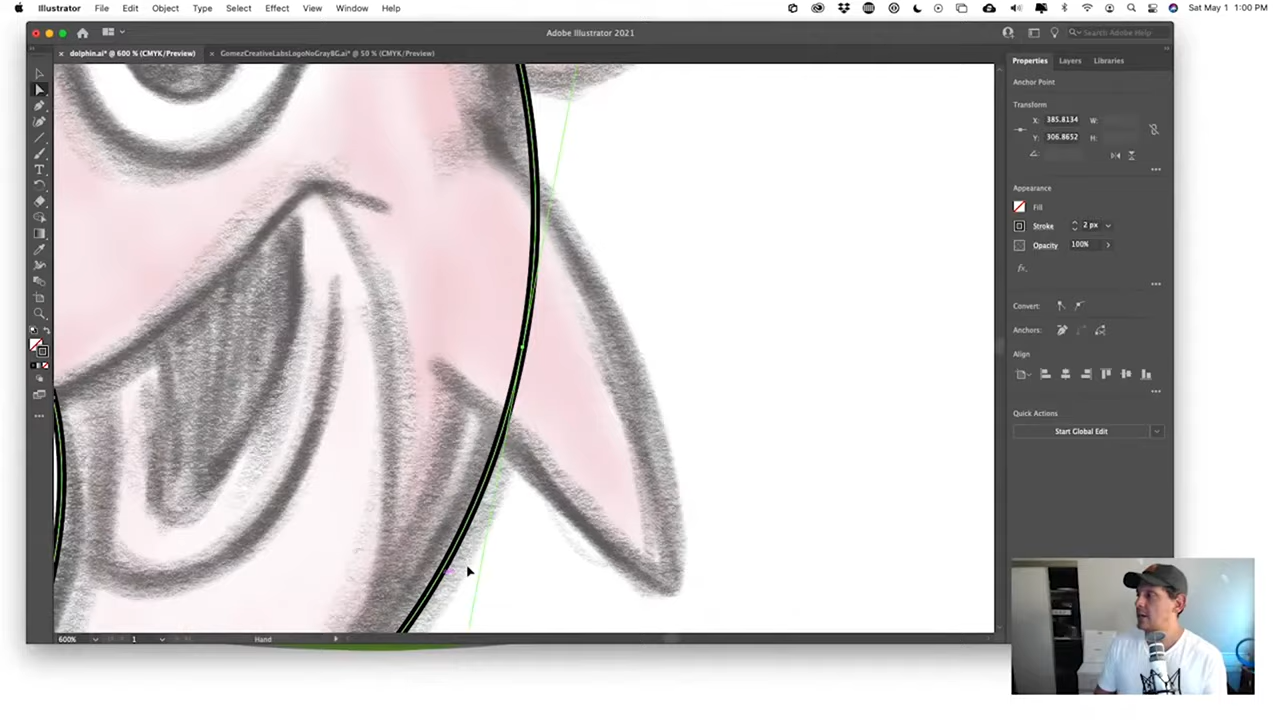 Illustrator File Edit Object Type Select Effect View Window Help
Sat May 1 1:00 PM
Adobe Illustrator 2021
Search Adobe Help
dolphin.ai* @ 600 % (CMYK/Preview)
GomezCreativeLabsLogoNoGrayBG.ai* @ 50 % (CMYK/Preview)
Properties Layers Libraries
Anchor Point
Transform
X: 385.8134 W:
Y: 306.8652 H:
Appearance
Fill
Stroke 2 px
Opacity 100%
fx.
Convert:
Anchors:
Align
Quick Actions
Start Global Edit
600% 1 Hand